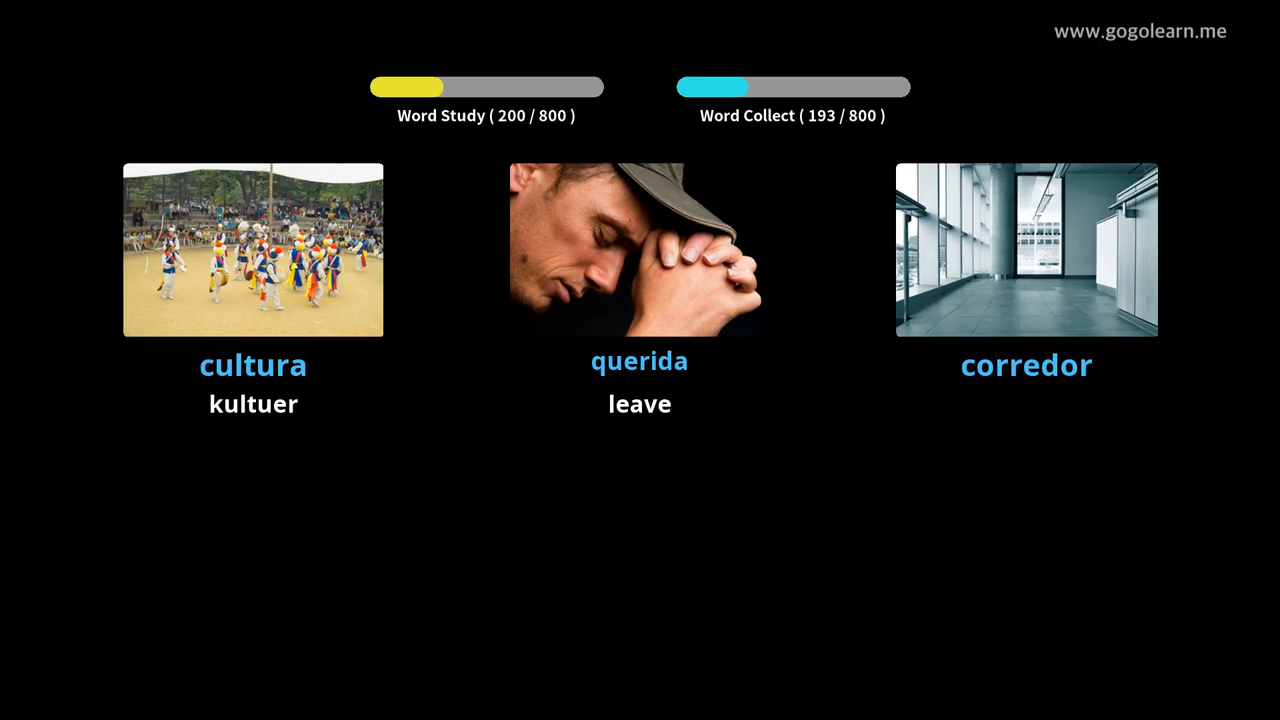 www.gogolearn.me
Word Study ( 200 / 800 )
Word Collect ( 193 / 800 )
cultura
kultuer
querida
leave
corredor